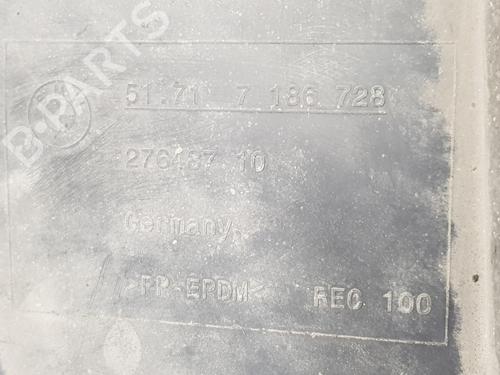 B-PARTS
51.71 7 186 728
276487 10
Germany.
>PP-EPDM< REC 100